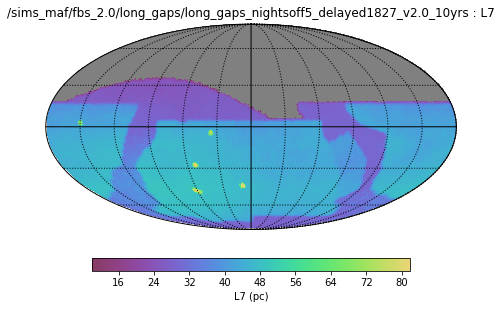 /sims_maf/fbs_2.0/long_gaps/long_gaps_nightsoff5_delayed1827_v2.0_10yrs : L7
16 24 32 40 48 56 64 72 80
L7 (pc)